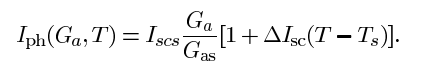 I_ph(G_a, T) = I_scs G_a/G_as [1 + ΔI_sc(T − T_s)].